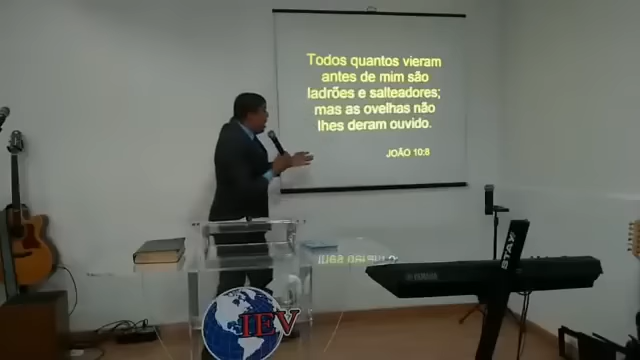 Todos quantos vieram
antes de mim são
ladrões e salteadores;
mas as ovelhas não
lhes deram ouvido.
JOÃO 10:8
IEV
STAY
YAMAHA